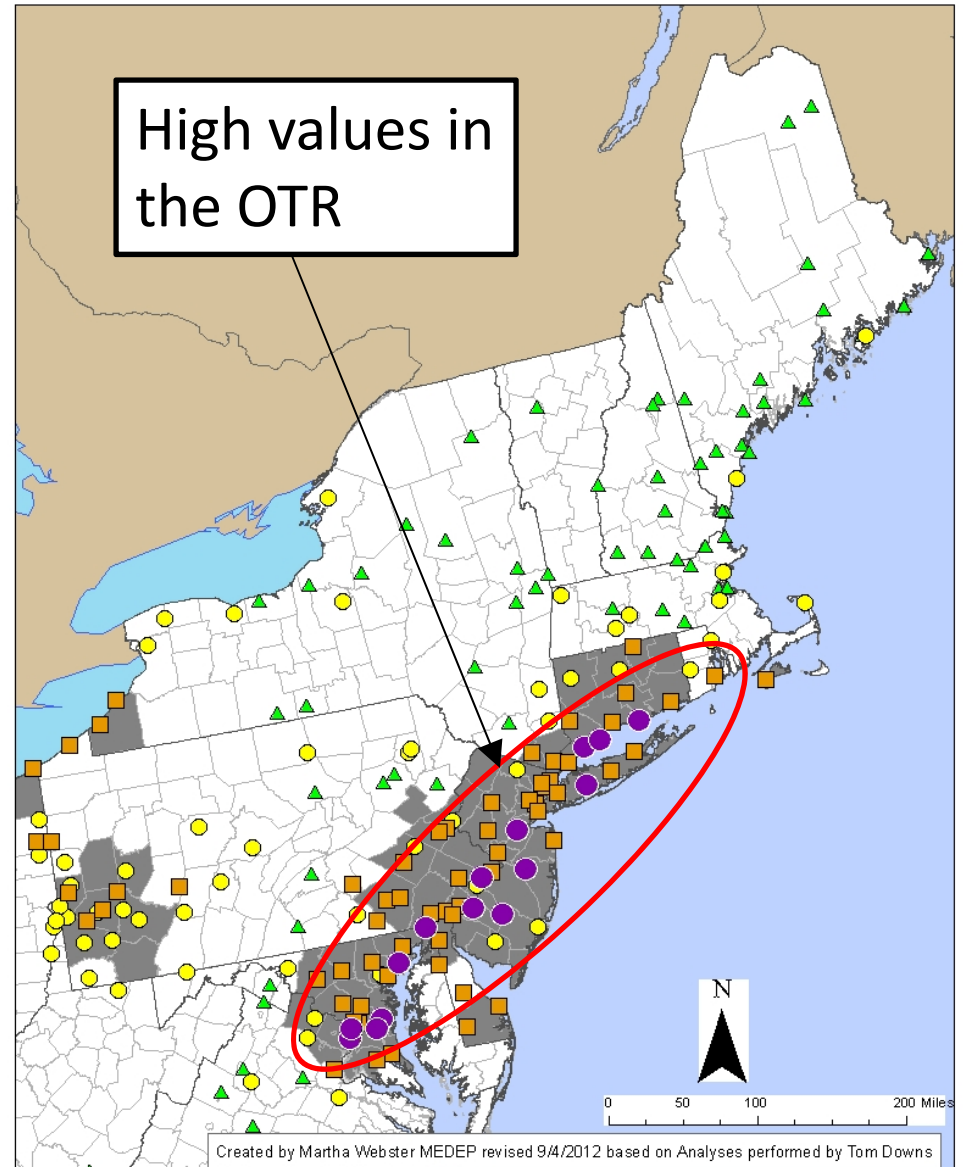 High values in
the OTR
N
0 50 100 200 Miles
Created by Martha Webster MEDEP revised 9/4/2012 based on Analyses performed by Tom Downs